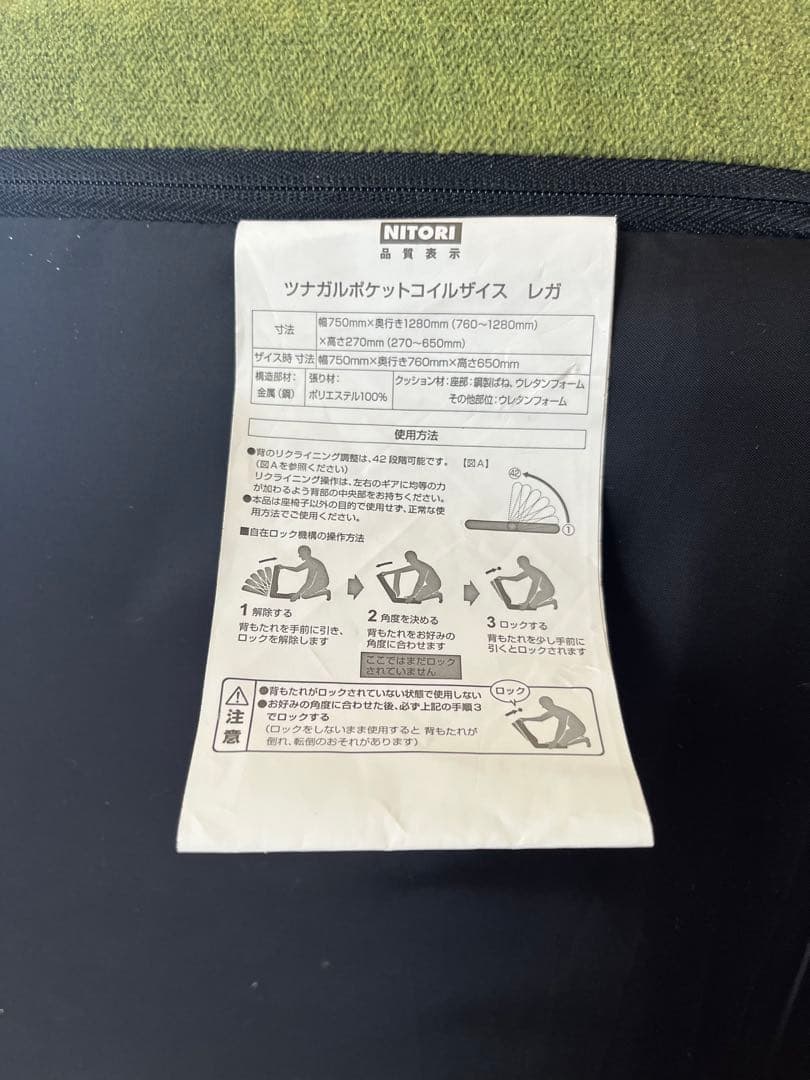 NITORI
品質表示
ツナガルポケットコイルザイス レガ
寸法
幅750mm×奥行き1280mm(760〜1280mm)
×高さ270mm(270〜650mm)
ザイス時 寸法 幅750mm×奥行き760mm×高さ650mm
構造部材:
金属(鋼)
張り材:
ポリエステル100%
クッション材:座部:鋼製ばね、ウレタンフォーム
その他部位:ウレタンフォーム
使用方法
●背のリクライニング調整は、42段階可能です。
(図Aを参照ください)
リクライニング操作は、左右のギアに均等の力
が加わるよう背部の中央部をお持ちください。
●本品は座椅子以外の目的で使用せず、正常な使
用方法でご使用ください。
【図A】
42
1
■自在ロック機構の操作方法
1 解除する
背もたれを手前に引き、
ロックを解除します
2 角度を決める
背もたれをお好みの
角度に合わせます
ここではまだロック
されていません
3 ロックする
背もたれを少し手前に
引くとロックされます
注意
●背もたれがロックされていない状態で使用しない
●お好みの角度に合わせた後、必ず上記の手順3
でロックする
(ロックをしないまま使用すると 背もたれが
倒れ、転倒のおそれがあります)
ロック